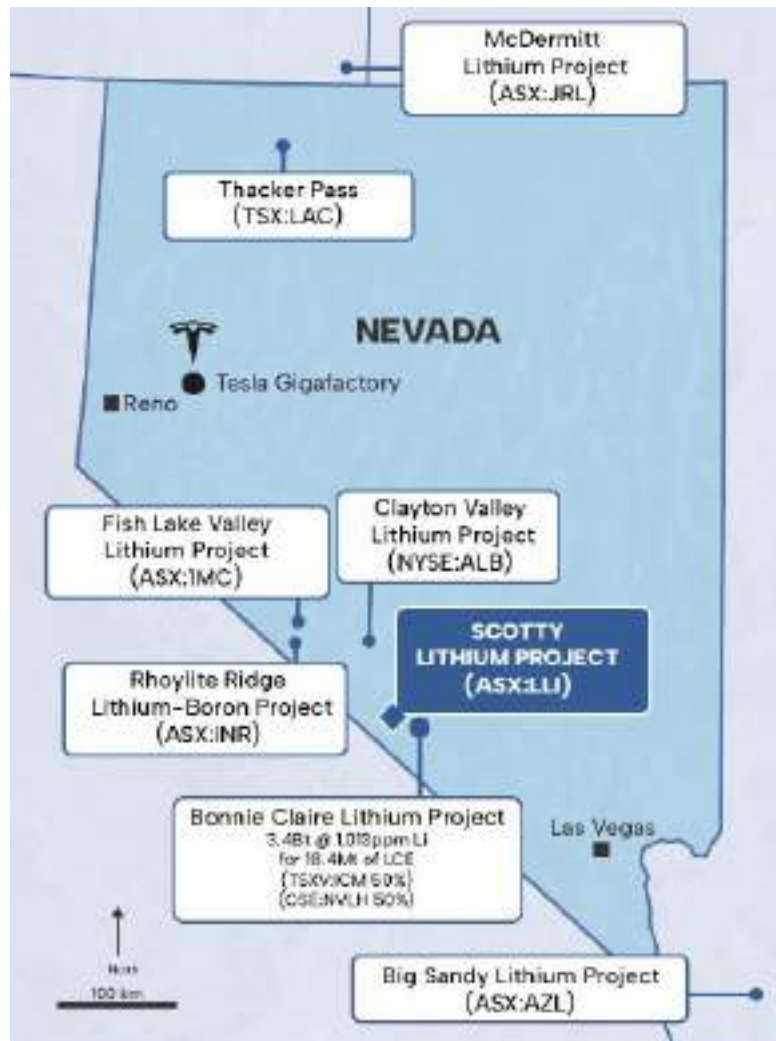 McDermitt
Lithium Project
(ASX:JRL)
Thacker Pass
(TSX:LAC)
NEVADA
Tesla Gigafactory
Reno
Fish Lake Valley
Lithium Project
(ASX:1MC)
Clayton Valley
Lithium Project
(NYSE:ALB)
SCOTTY
LITHIUM PROJECT
(ASX:LLI)
Rhoylite Ridge
Lithium-Boron Project
(ASX:INR)
Bonnie Claire Lithium Project
3.4Bt @ 1,013ppm Li
for 18.4Mt of LCE
(TSXV:ICM 50%)
(CSE:NVLH 50%)
Las Vegas
North
100 km
Big Sandy Lithium Project
(ASX:AZL)